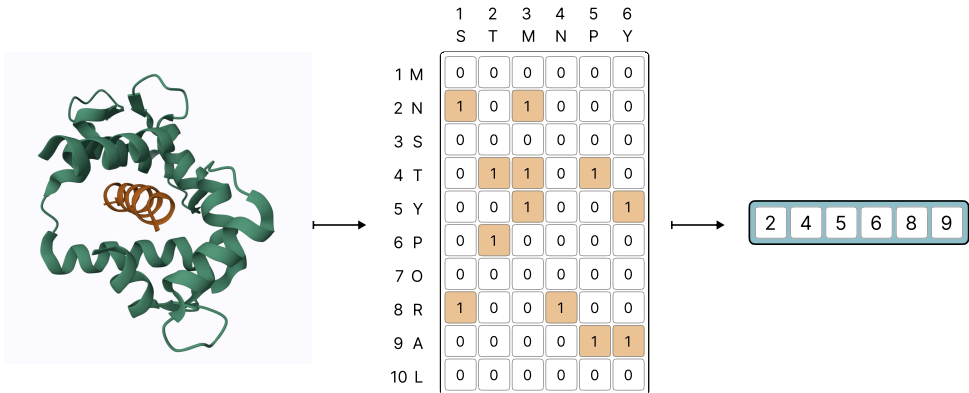 1 2 3 4 5 6
S T M N P Y
1 M 0 0 0 0 0 0
2 N 1 0 1 0 0 0
3 S 0 0 0 0 0 0
4 T 0 1 1 0 1 0
5 Y 0 0 1 0 0 1
6 P 0 1 0 0 0 0
7 O 0 0 0 0 0 0
8 R 1 0 0 1 0 0
9 A 0 0 0 0 1 1
10 L 0 0 0 0 0 0
2 4 5 6 8 9